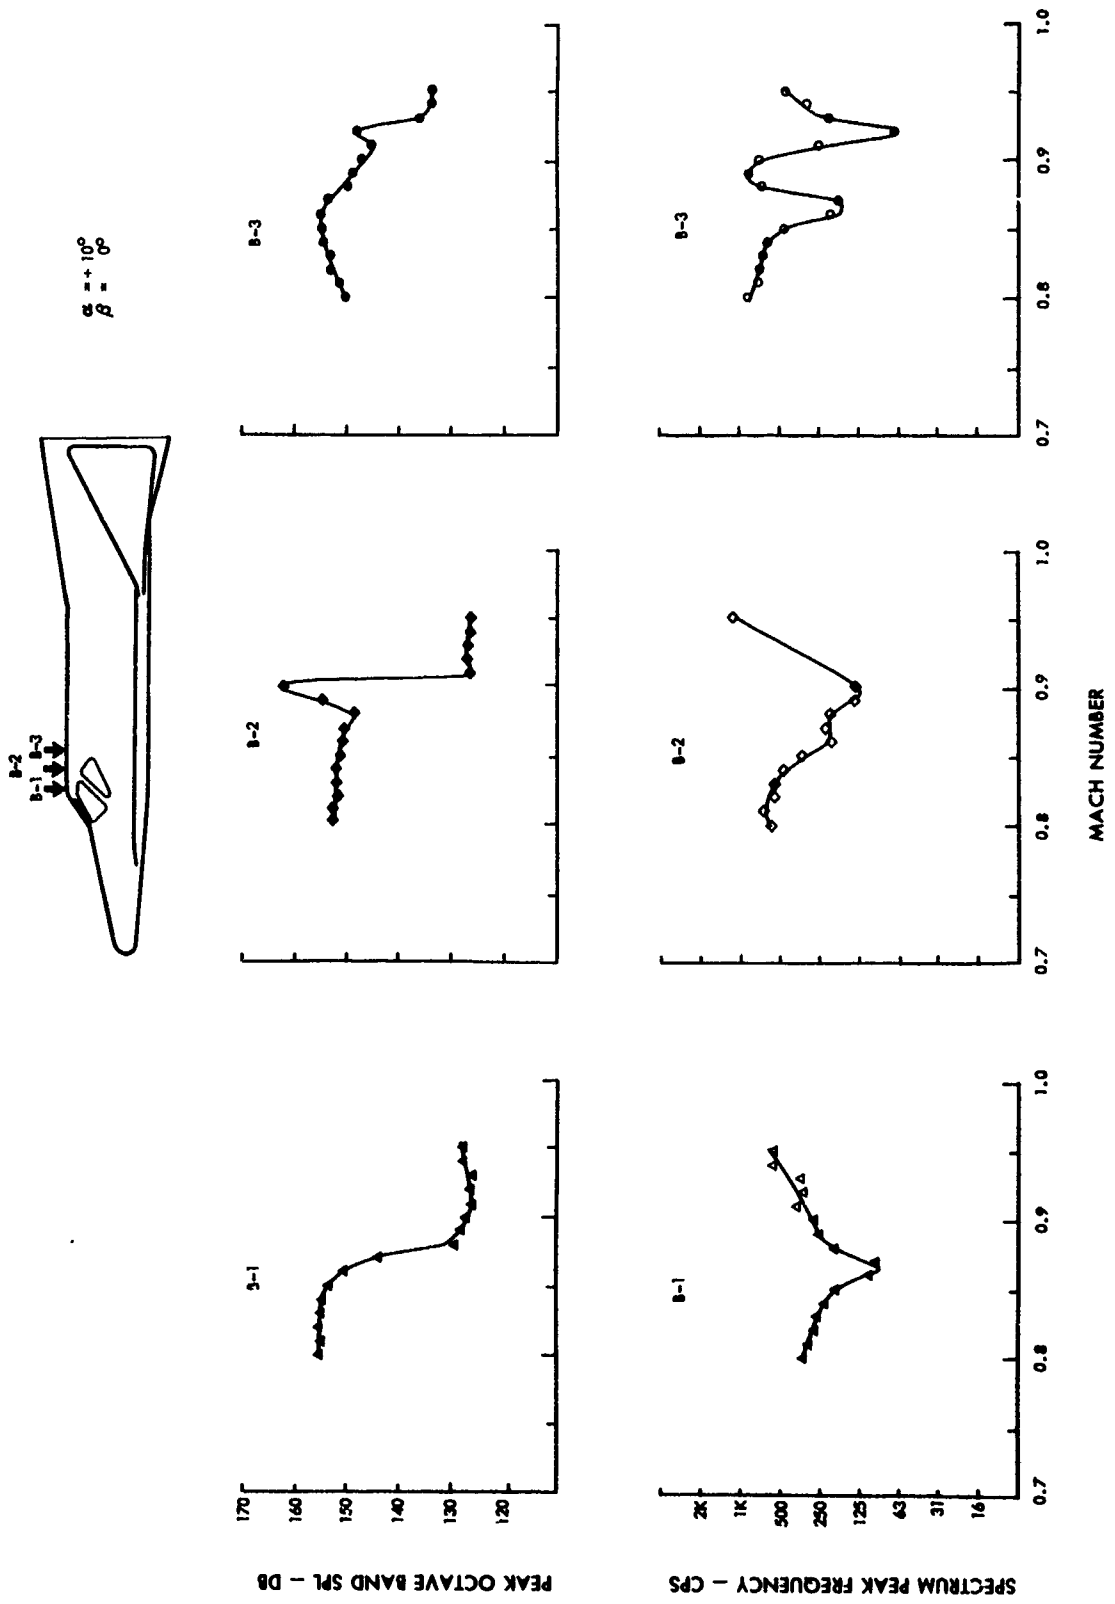 B-2
B-1 B-3
α = + 10°
β = 0°
PEAK OCTAVE BAND SPL — DB
170
160
150
140
130
120
B-1
B-2
B-3
SPECTRUM PEAK FREQUENCY — CPS
2K
1K
500
250
125
63
31
16
B-1
B-2
B-3
0.7 0.8 0.9 1.0
0.7 0.8 0.9 1.0
0.7 0.8 0.9 1.0
MACH NUMBER